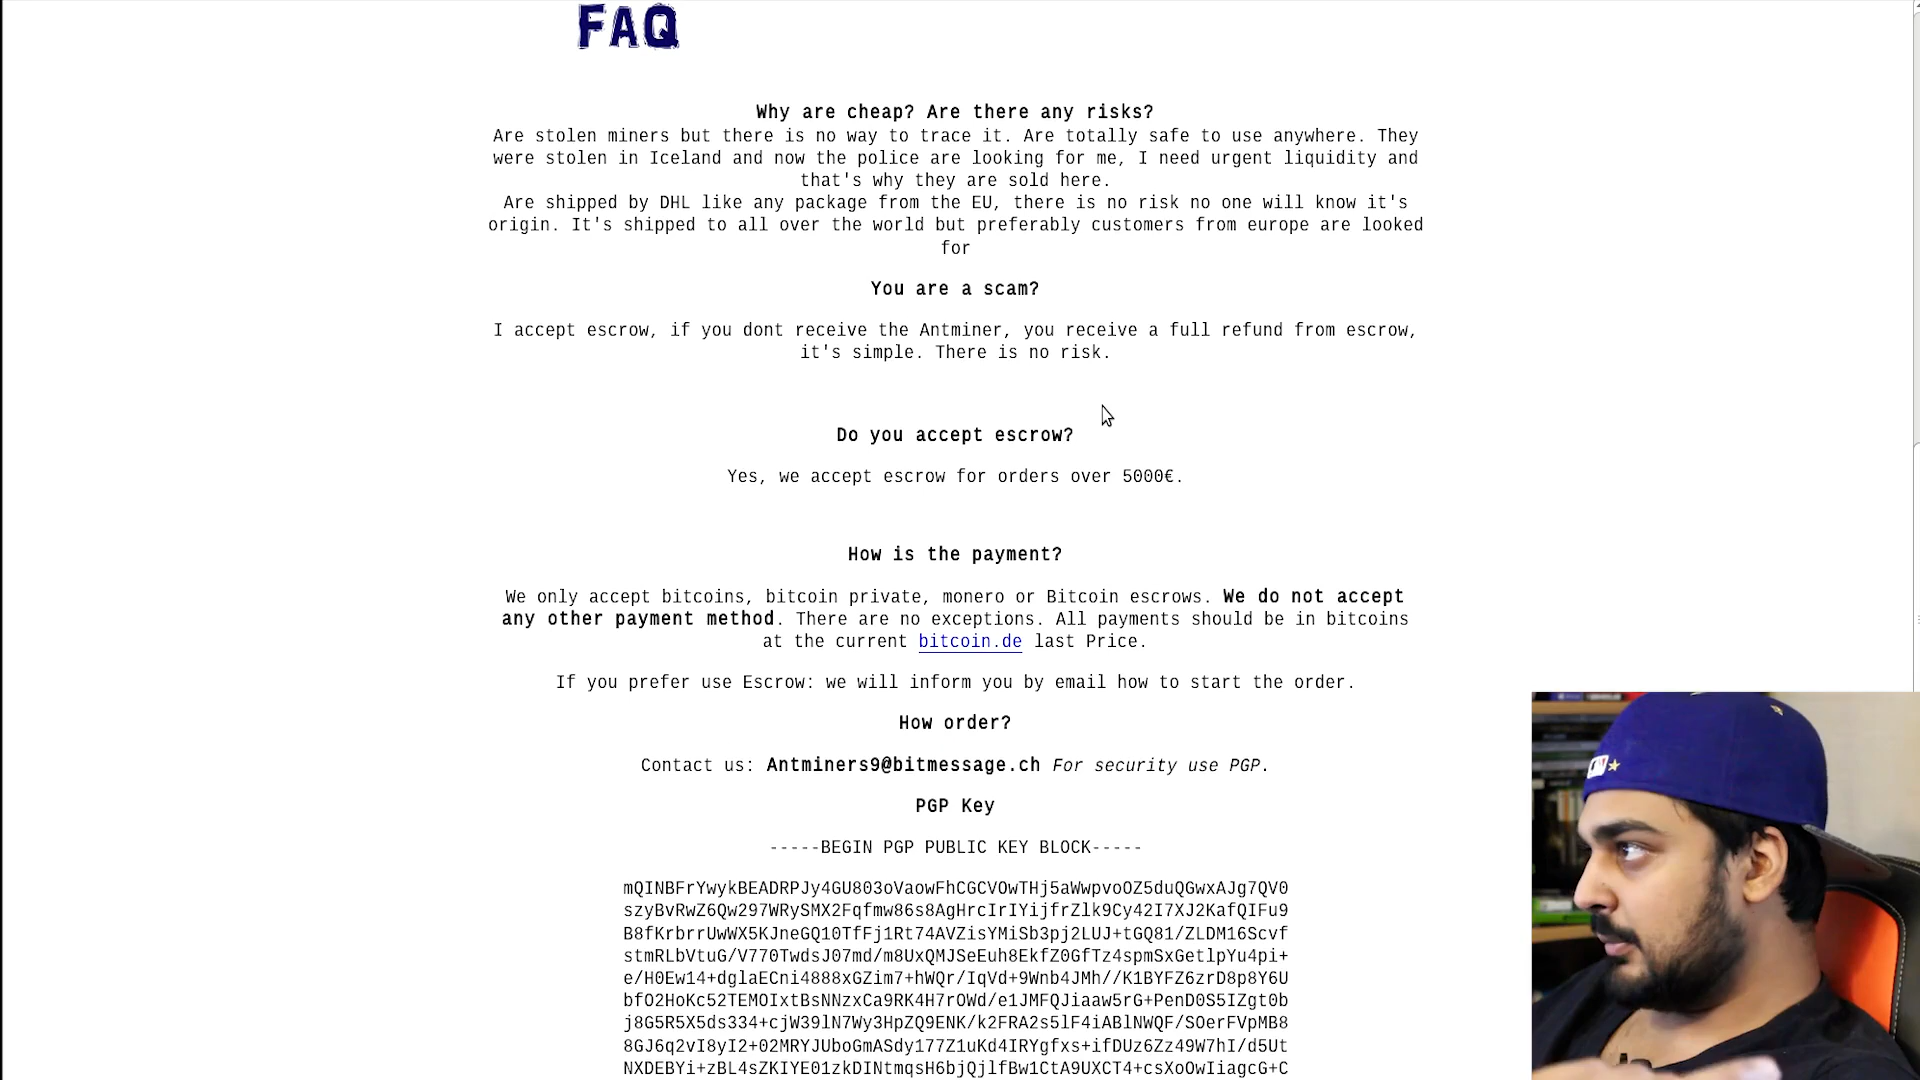 FAQ
Why are cheap? Are there any risks?
Are stolen miners but there is no way to trace it. Are totally safe to use anywhere. They
were stolen in Iceland and now the police are looking for me, I need urgent liquidity and
that's why they are sold here.
Are shipped by DHL like any package from the EU, there is no risk no one will know it's
origin. It's shipped to all over the world but preferably customers from europe are looked
for
You are a scam?
I accept escrow, if you dont receive the Antminer, you receive a full refund from escrow,
it's simple. There is no risk.
Do you accept escrow?
Yes, we accept escrow for orders over 5000€.
How is the payment?
We only accept bitcoins, bitcoin private, monero or Bitcoin escrows. We do not accept
any other payment method. There are no exceptions. All payments should be in bitcoins
at the current bitcoin.de last Price.
If you prefer use Escrow: we will inform you by email how to start the order.
How order?
Contact us: Antminers9@bitmessage.ch For security use PGP.
PGP Key
-----BEGIN PGP PUBLIC KEY BLOCK-----
mQINBFrYwykBEADRPJy4GU803oVaowFhCGCVOwTHj5aWwpvoOZ5duQGwxAJg7QV0
szyBvRwZ6Qw297WRySMX2Fqfmw86s8AgHrcIrIYijfrZlk9Cy42I7XJ2KafQIFu9
B8fKrbrrUwWX5KJneGQ10TfFj1Rt74AVZisYMiSb3pj2LUJ+tGQ81/ZLDM16Scvf
stmRLbVtuG/V770TwdsJ07md/m8UxQMJSeEuh8EkfZ0GfTz4spmSxGetlpYu4pi+
e/H0Ew14+dglaECni4888xGZim7+hWQr/IqVd+9Wnb4JMh//K1BYFZ6zrD8p8Y6U
bfO2HoKc52TEMOIxtBsNNzxCa9RK4H7rOWd/e1JMFQJiaaw5rG+PenD0S5IZgt0b
j8G5R5X5ds334+cjW39lN7Wy3HpZQ9ENK/k2FRA2s5lF4iABlNWQF/SOerFVpMB8
8GJ6q2vI8yI2+02MRYJUboGmASdy177Z1uKd4IRYgfxs+ifDUz6Zz49W7hI/d5Ut
NXDEBYi+zBL4sZKIYE01zkDINtmqsH6bjQjlfBw1CtA9UXCT4+csXoOwIiagcG+C